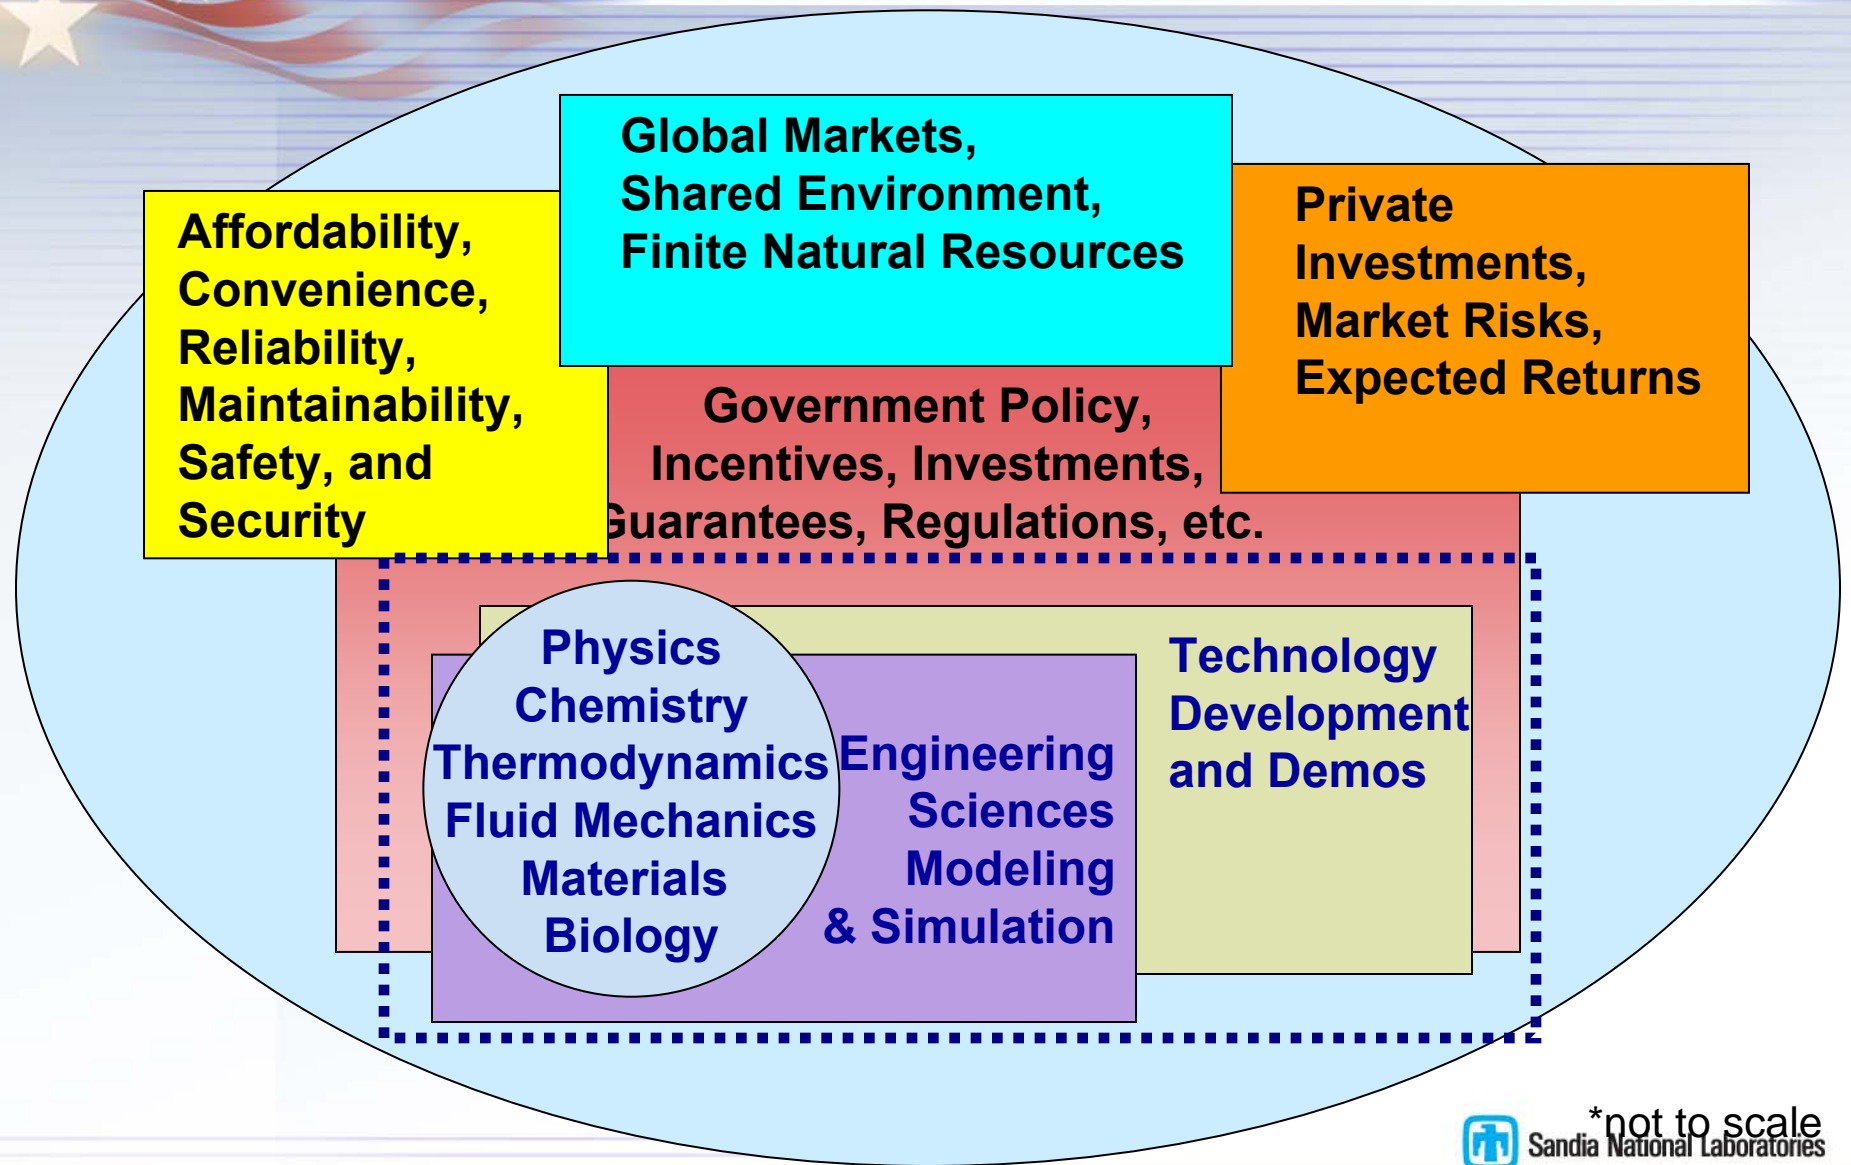 Global Markets,
Shared Environment,
Finite Natural Resources
Affordability,
Convenience,
Reliability,
Maintainability,
Safety, and
Security
Private
Investments,
Market Risks,
Expected Returns
Government Policy,
Incentives, Investments,
Guarantees, Regulations, etc.
Physics
Chemistry
Thermodynamics
Fluid Mechanics
Materials
Biology
Engineering
Sciences
Modeling
& Simulation
Technology
Development
and Demos
*not to scale
Sandia National Laboratories